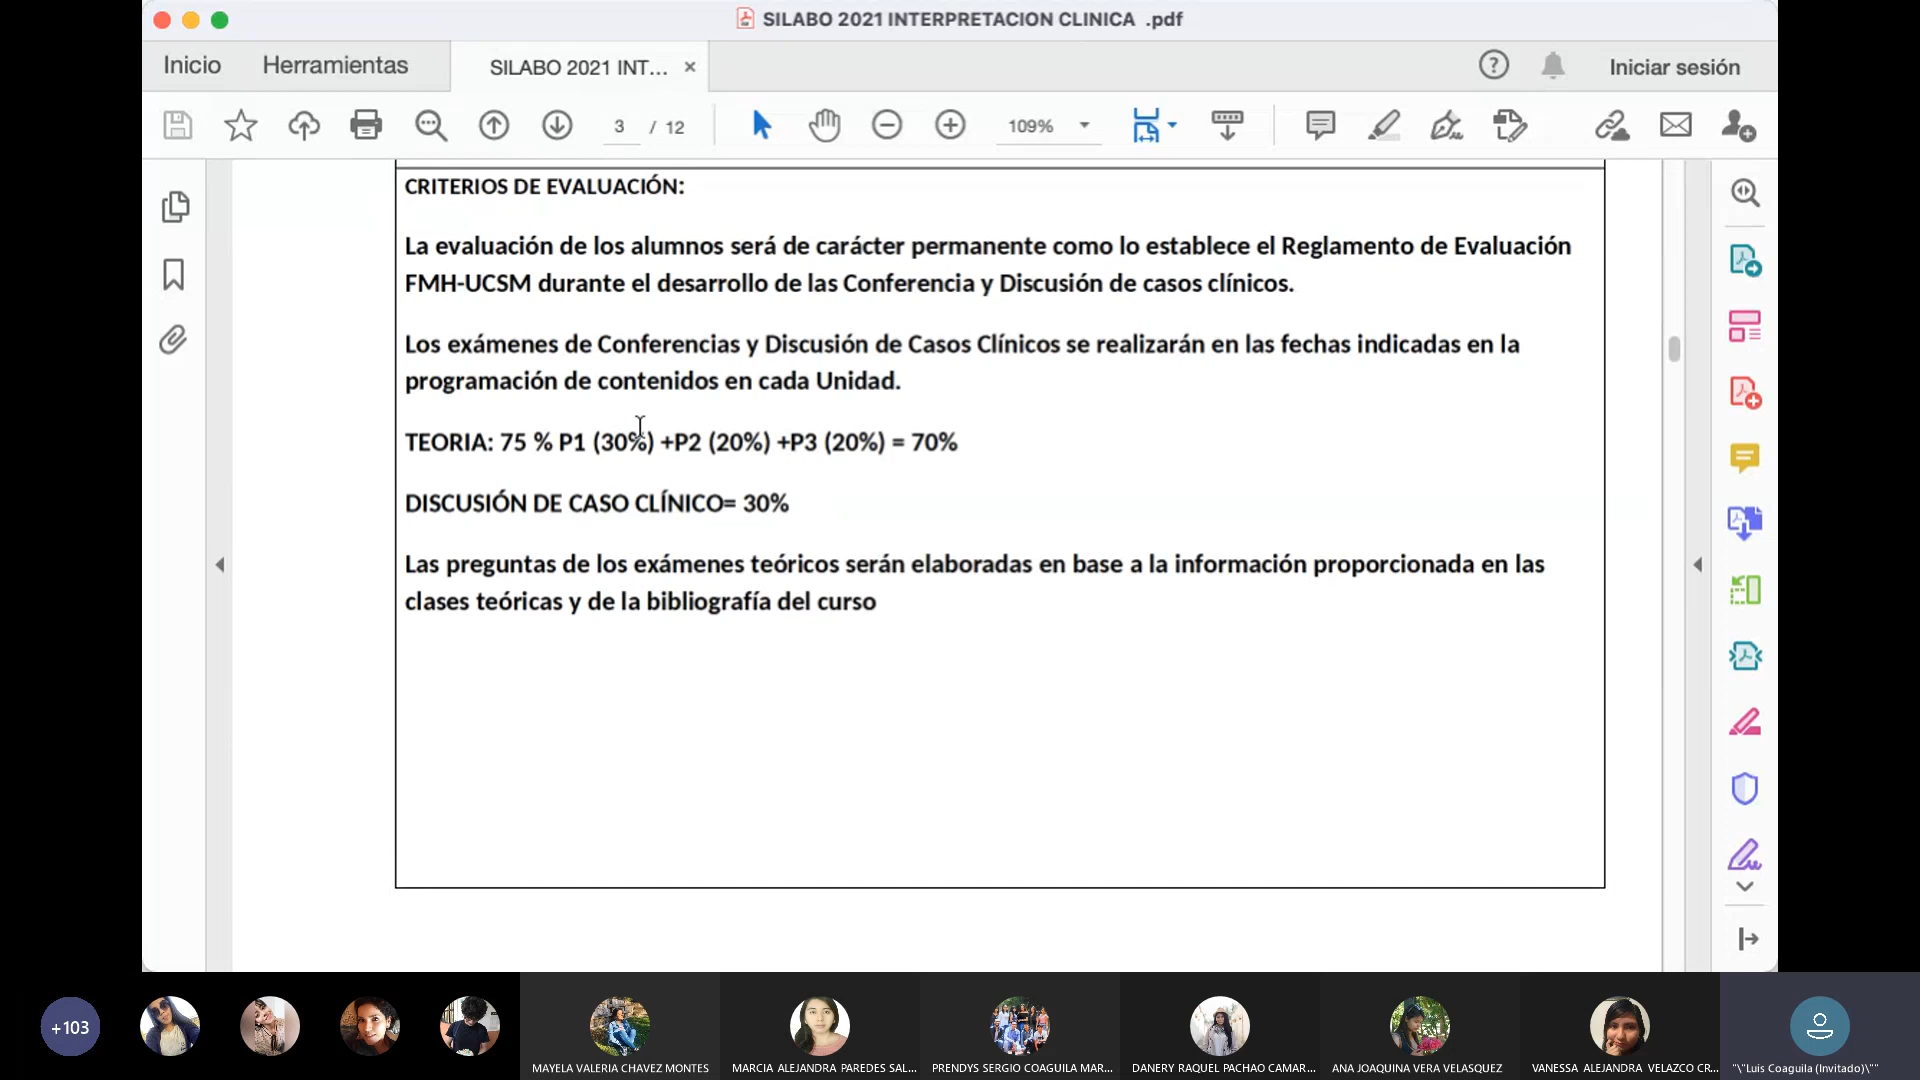 SILABO 2021 INTERPRETACION CLINICA .pdf
Inicio
Herramientas
SILABO 2021 INT...
Iniciar sesión
3 / 12
109%
CRITERIOS DE EVALUACIÓN:
La evaluación de los alumnos será de carácter permanente como lo establece el Reglamento de Evaluación
FMH-UCSM durante el desarrollo de las Conferencia y Discusión de casos clínicos.
Los exámenes de Conferencias y Discusión de Casos Clínicos se realizarán en las fechas indicadas en la
programación de contenidos en cada Unidad.
TEORIA: 75 % P1 (30%) +P2 (20%) +P3 (20%) = 70%
DISCUSIÓN DE CASO CLÍNICO= 30%
Las preguntas de los exámenes teóricos serán elaboradas en base a la información proporcionada en las
clases teóricas y de la bibliografía del curso
+103
MAYELA VALERIA CHAVEZ MONTES
MARCIA ALEJANDRA PAREDES SAL...
PRENDYS SERGIO COAGUILA MAR...
DANERY RAQUEL PACHAO CAMAR...
ANA JOAQUINA VERA VELASQUEZ
VANESSA ALEJANDRA VELAZCO CR...
"\"Luis Coaguila (Invitado)\""